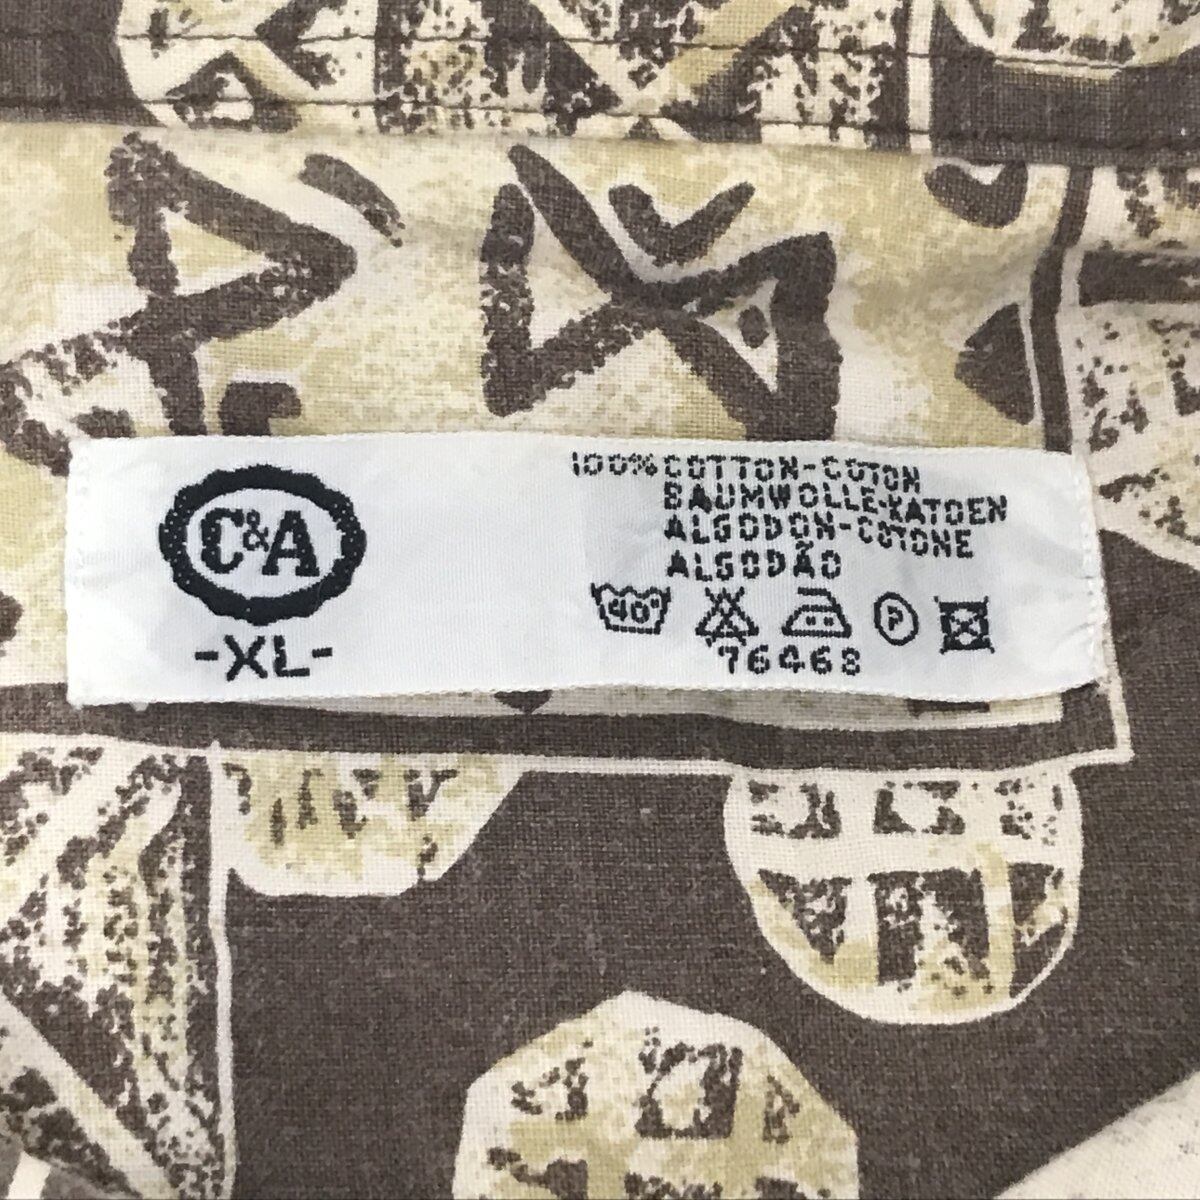 C&A
-XL-
100% COTTON-COTON
BAUMWOLLE-KATOEN
ALGODON-COTONE
ALGODÃO
40° P
76468